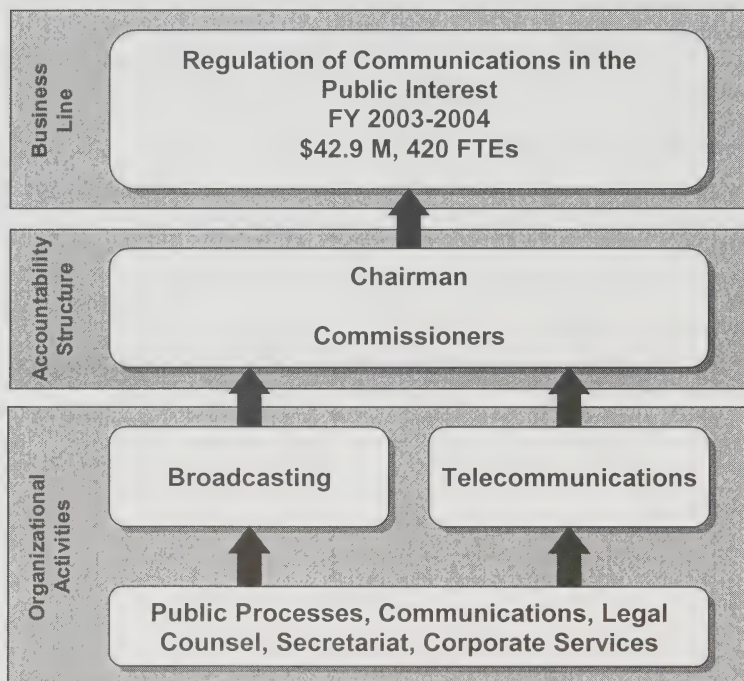 Business
Line
Regulation of Communications in the
Public Interest
FY 2003-2004
$42.9 M, 420 FTEs
Accountability
Structure
Chairman
Commissioners
Organizational
Activities
Broadcasting
Telecommunications
Public Processes, Communications, Legal
Counsel, Secretariat, Corporate Services